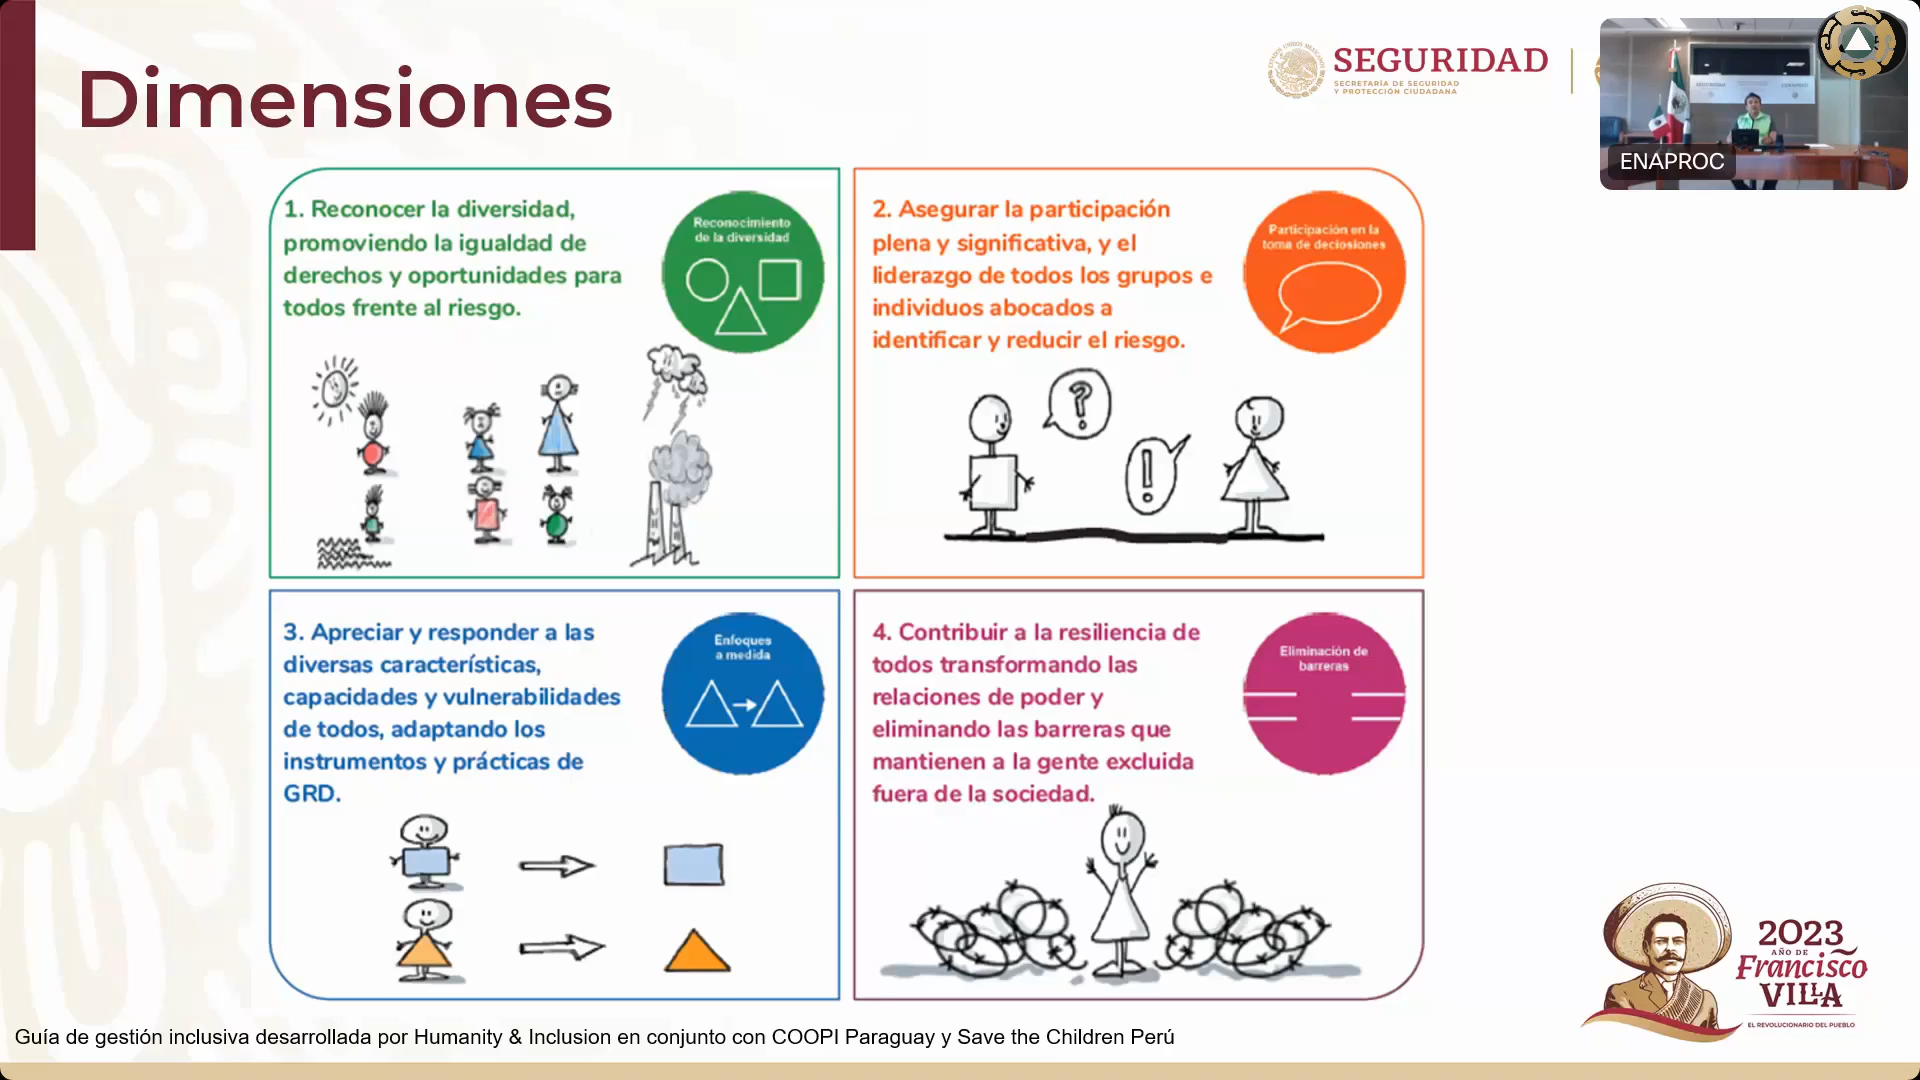 Dimensiones
SEGURIDAD
SECRETARÍA DE SEGURIDAD
Y PROTECCIÓN CIUDADANA
ENAPROC
1. Reconocer la diversidad,
promoviendo la igualdad de
derechos y oportunidades para
todos frente al riesgo.
Reconocimiento
de la diversidad
2. Asegurar la participación
plena y significativa, y el
liderazgo de todos los grupos e
individuos abocados a
identificar y reducir el riesgo.
Participación en la
toma de deciosiones
?
!
3. Apreciar y responder a las
diversas características,
capacidades y vulnerabilidades
de todos, adaptando los
instrumentos y prácticas de
GRD.
Enfoques
a medida
4. Contribuir a la resiliencia de
todos transformando las
relaciones de poder y
eliminando las barreras que
mantienen a la gente excluida
fuera de la sociedad.
Eliminación de
barreras
2023
AÑO DE
Francisco
VILLA
EL REVOLUCIONARIO DEL PUEBLO
Guía de gestión inclusiva desarrollada por Humanity & Inclusion en conjunto con COOPI Paraguay y Save the Children Perú